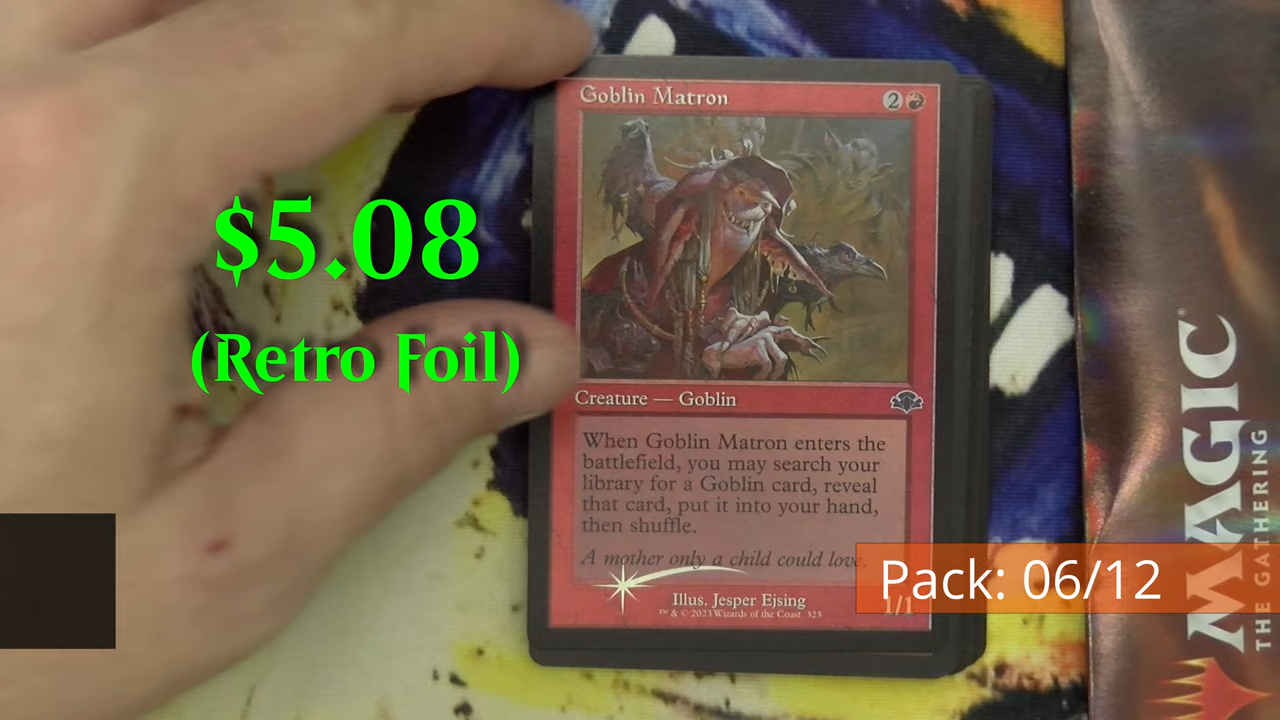 Goblin Matron
2
$5.08
(Retro Foil)
Creature — Goblin
When Goblin Matron enters the
battlefield, you may search your
library for a Goblin card, reveal
that card, put it into your hand,
then shuffle.
A mother only a child could love.
Illus. Jesper Ejsing
™ & © 2023 Wizards of the Coast 323
1/1
Pack: 06/12
MAGIC
THE GATHERING